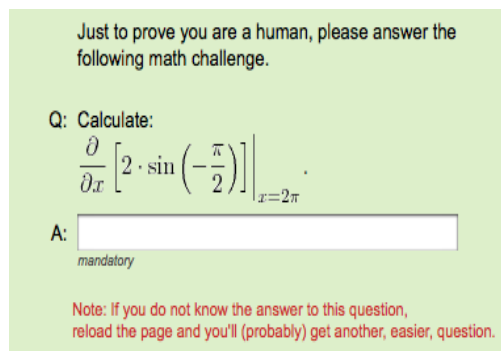 Just to prove you are a human, please answer the
following math challenge.
Q: Calculate:
∂/∂x [2 · sin (−π/2)]|x=2π .
A:
mandatory
Note: If you do not know the answer to this question,
reload the page and you'll (probably) get another, easier, question.